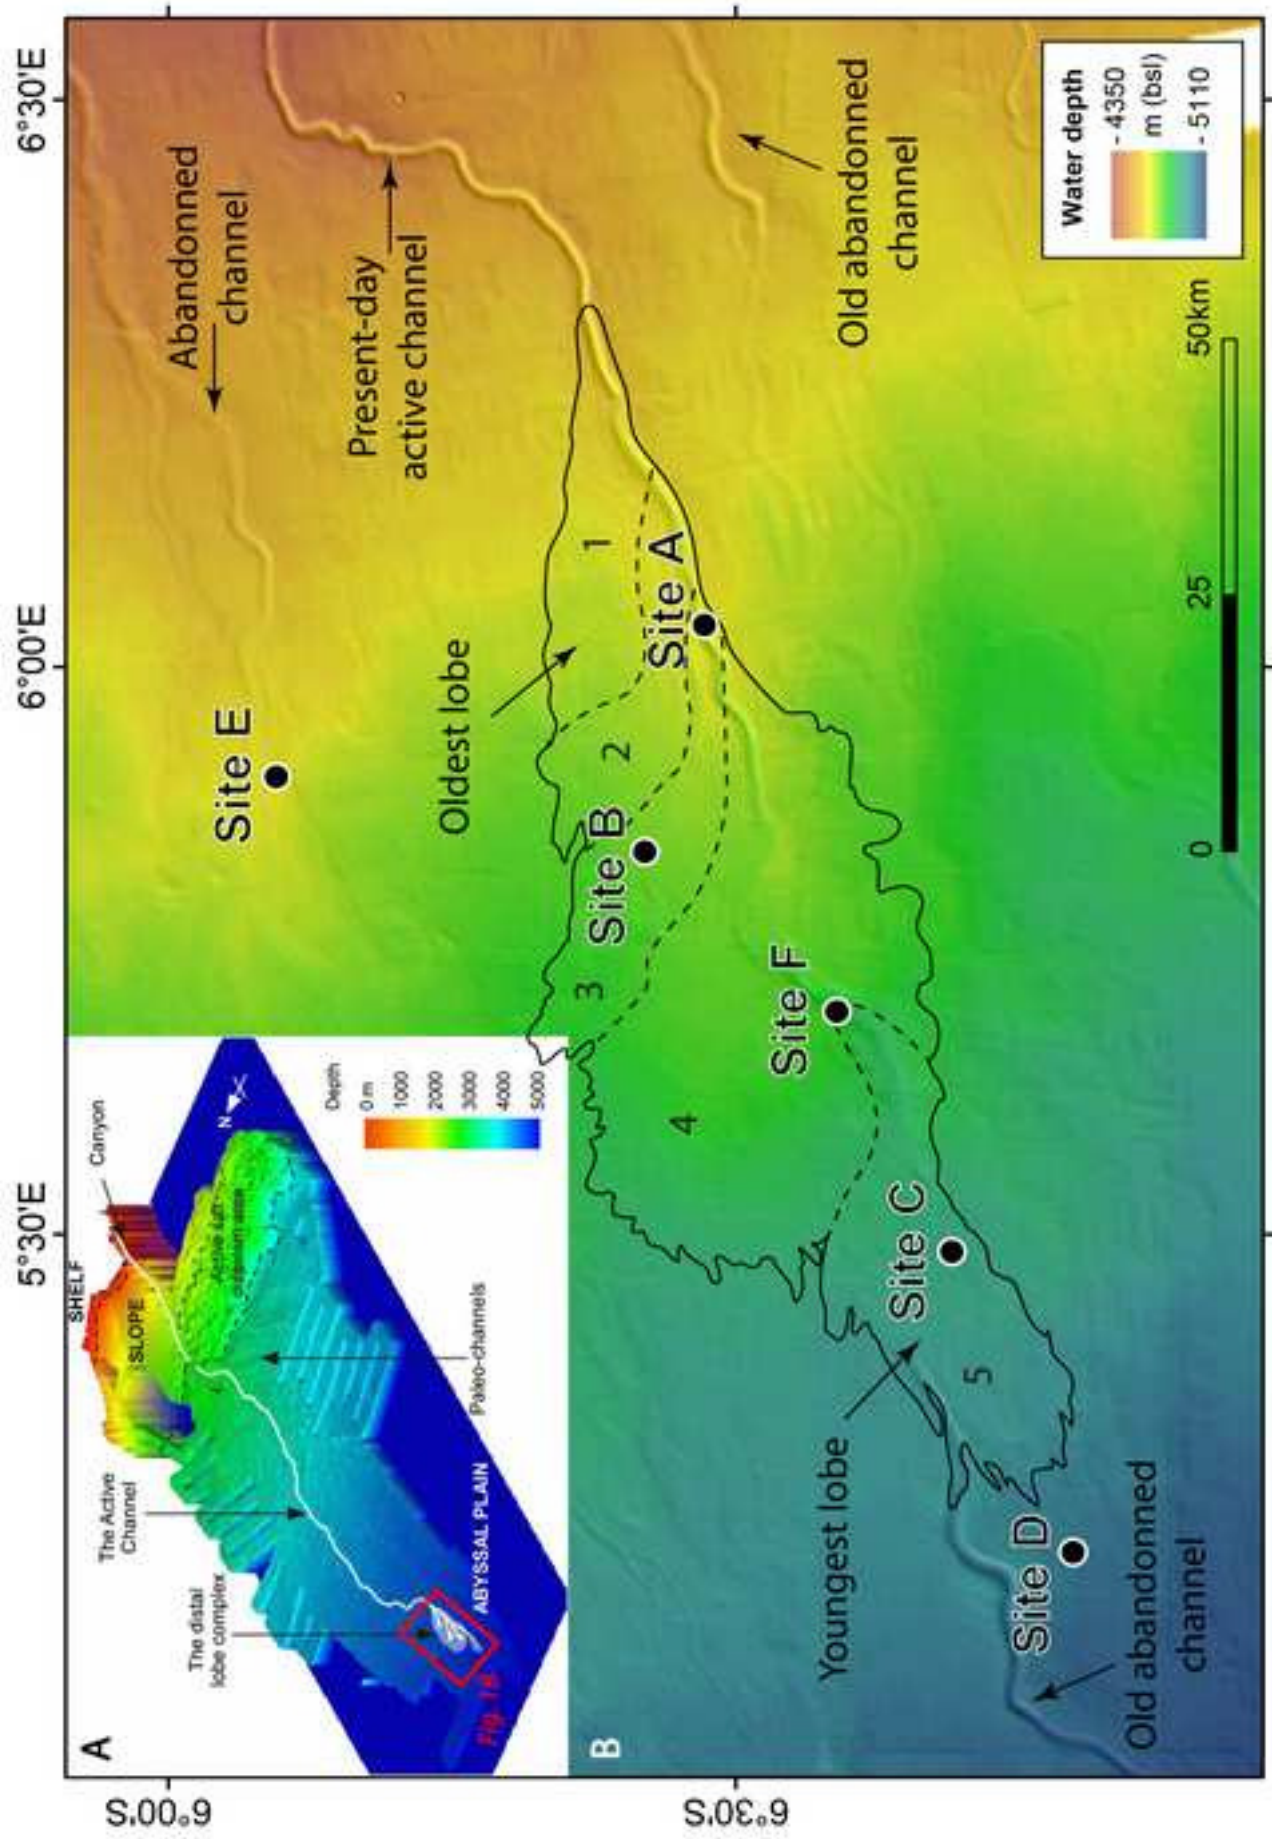 A
SHELF
Canyon
SLOPE
The Active
Channel
The distal
lobe complex
Paleo-channels
ABYSSAL PLAIN
N
Depth
0 m
1000
2000
3000
4000
5000
B
5°30'E
6°00'E
6°30'E
6°00'S
6°30'S
Abandonned
channel
Present-day
active channel
Site E
Oldest lobe
1
2
3
4
5
Site A
Site B
Site F
Site C
Site D
Youngest lobe
Old abandonned
channel
Old abandonned
channel
0
25
50km
Water depth
- 4350
m (bsl)
- 5110